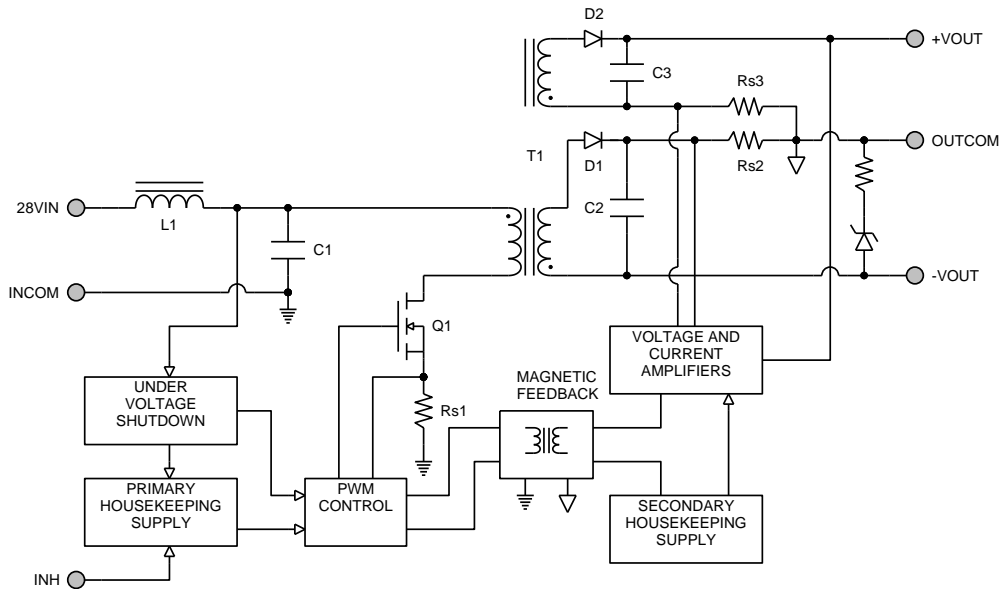 D2
+VOUT
C3
Rs3
T1
D1
Rs2
OUTCOM
28VIN
L1
C2
C1
INCOM
-VOUT
Q1
VOLTAGE AND
CURRENT
AMPLIFIERS
UNDER
VOLTAGE
SHUTDOWN
MAGNETIC
FEEDBACK
Rs1
PRIMARY
HOUSEKEEPING
SUPPLY
PWM
CONTROL
SECONDARY
HOUSEKEEPING
SUPPLY
INH